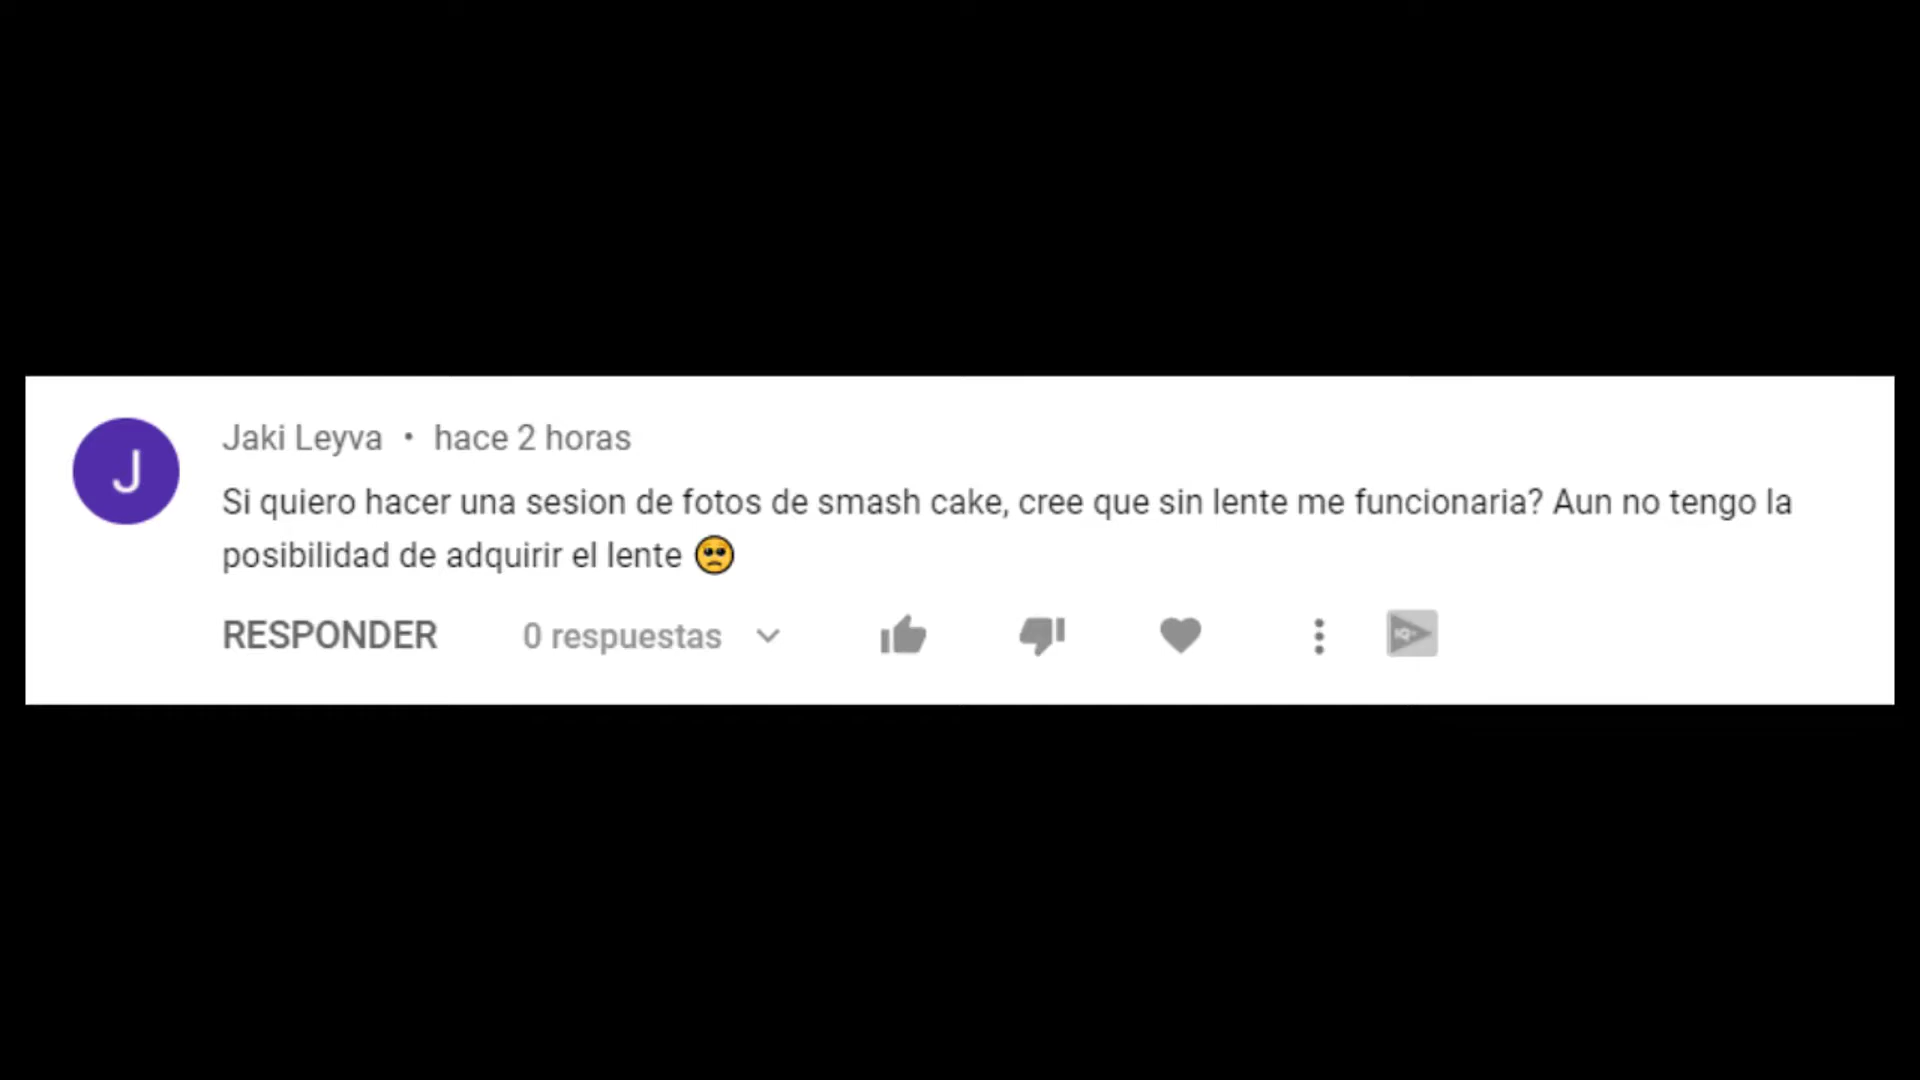 J
Jaki Leyva • hace 2 horas
Si quiero hacer una sesion de fotos de smash cake, cree que sin lente me funcionaria? Aun no tengo la
posibilidad de adquirir el lente 🥺
RESPONDER 0 respuestas